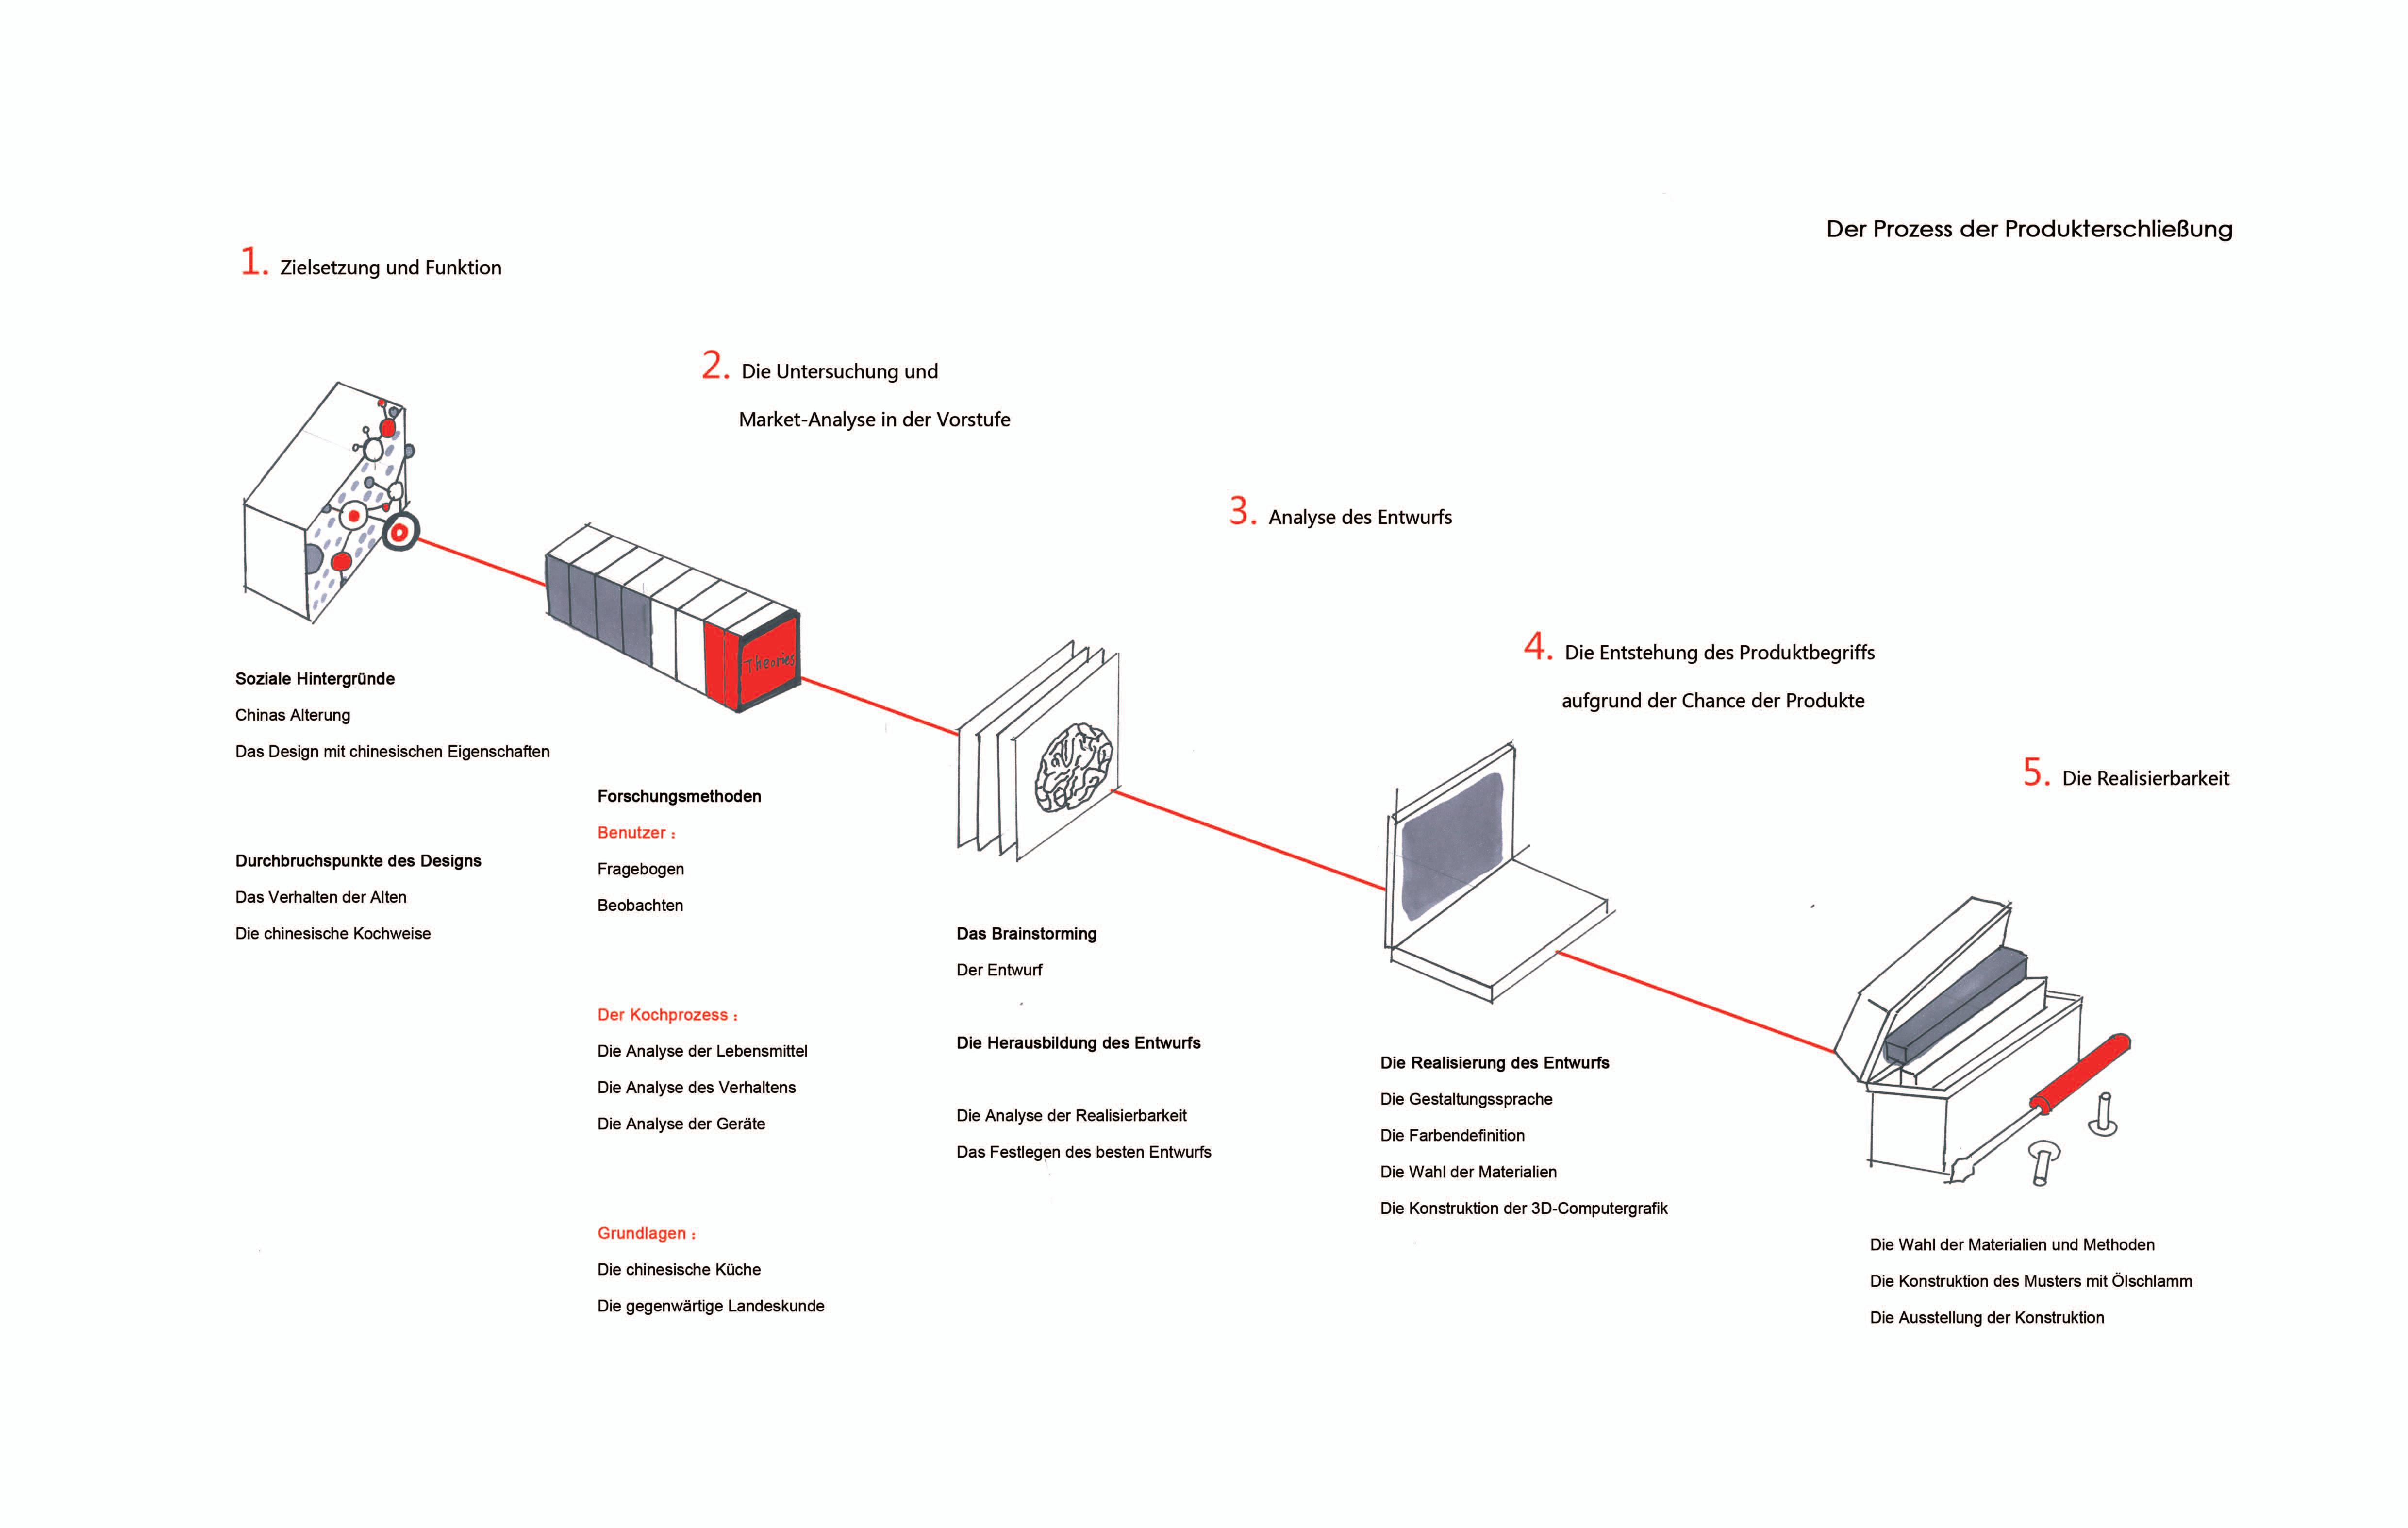 Der Prozess der Produkterschließung
1. Zielsetzung und Funktion
2. Die Untersuchung und
Market-Analyse in der Vorstufe
3. Analyse des Entwurfs
4. Die Entstehung des Produktbegriffs
aufgrund der Chance der Produkte
5. Die Realisierbarkeit
Theories
Soziale Hintergründe
Chinas Alterung
Das Design mit chinesischen Eigenschaften
Durchbruchspunkte des Designs
Das Verhalten der Alten
Die chinesische Kochweise
Forschungsmethoden
Benutzer：
Fragebogen
Beobachten
Der Kochprozess：
Die Analyse der Lebensmittel
Die Analyse des Verhaltens
Die Analyse der Geräte
Grundlagen：
Die chinesische Küche
Die gegenwärtige Landeskunde
Das Brainstorming
Der Entwurf
Die Herausbildung des Entwurfs
Die Analyse der Realisierbarkeit
Das Festlegen des besten Entwurfs
Die Realisierung des Entwurfs
Die Gestaltungssprache
Die Farbendefinition
Die Wahl der Materialien
Die Konstruktion der 3D-Computergrafik
Die Wahl der Materialien und Methoden
Die Konstruktion des Musters mit Ölschlamm
Die Ausstellung der Konstruktion